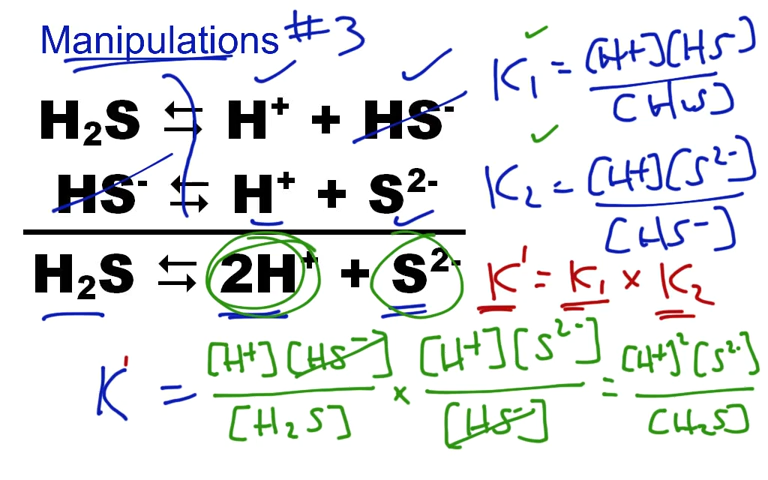 Manipulations #3
H₂S ⇆ H⁺ + HS⁻
HS⁻ ⇆ H⁺ + S²⁻
H₂S ⇆ 2H⁺ + S²⁻
K₁ = [H+][HS⁻] / [H₂S]
K₂ = [H+][S²⁻] / [HS⁻]
K' = K₁ × K₂
K' = [H⁺][HS⁻] / [H₂S] × [H⁺][S²⁻] / [HS⁻] = [H+]²[S²⁻] / [H₂S]